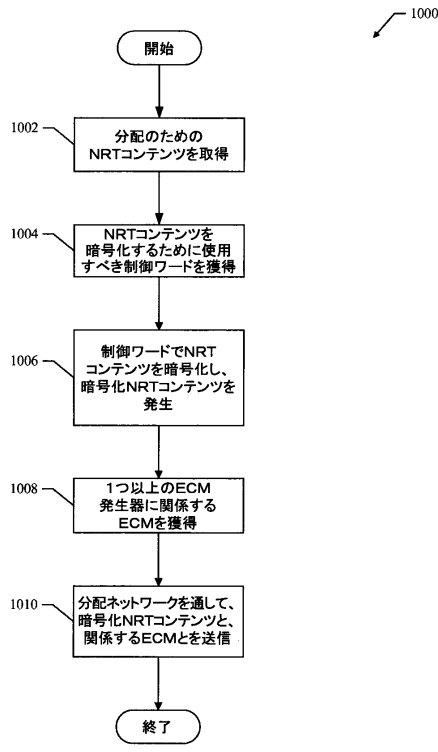 1000
開始
1002
分配のための
NRTコンテンツを取得
1004
NRTコンテンツを
暗号化するために使用
すべき制御ワードを獲得
1006
制御ワードでNRT
コンテンツを暗号化し、
暗号化NRTコンテンツを
発生
1008
1つ以上のECM
発生器に関係する
ECMを獲得
1010
分配ネットワークを通して、
暗号化NRTコンテンツと、
関係するECMとを送信
終了